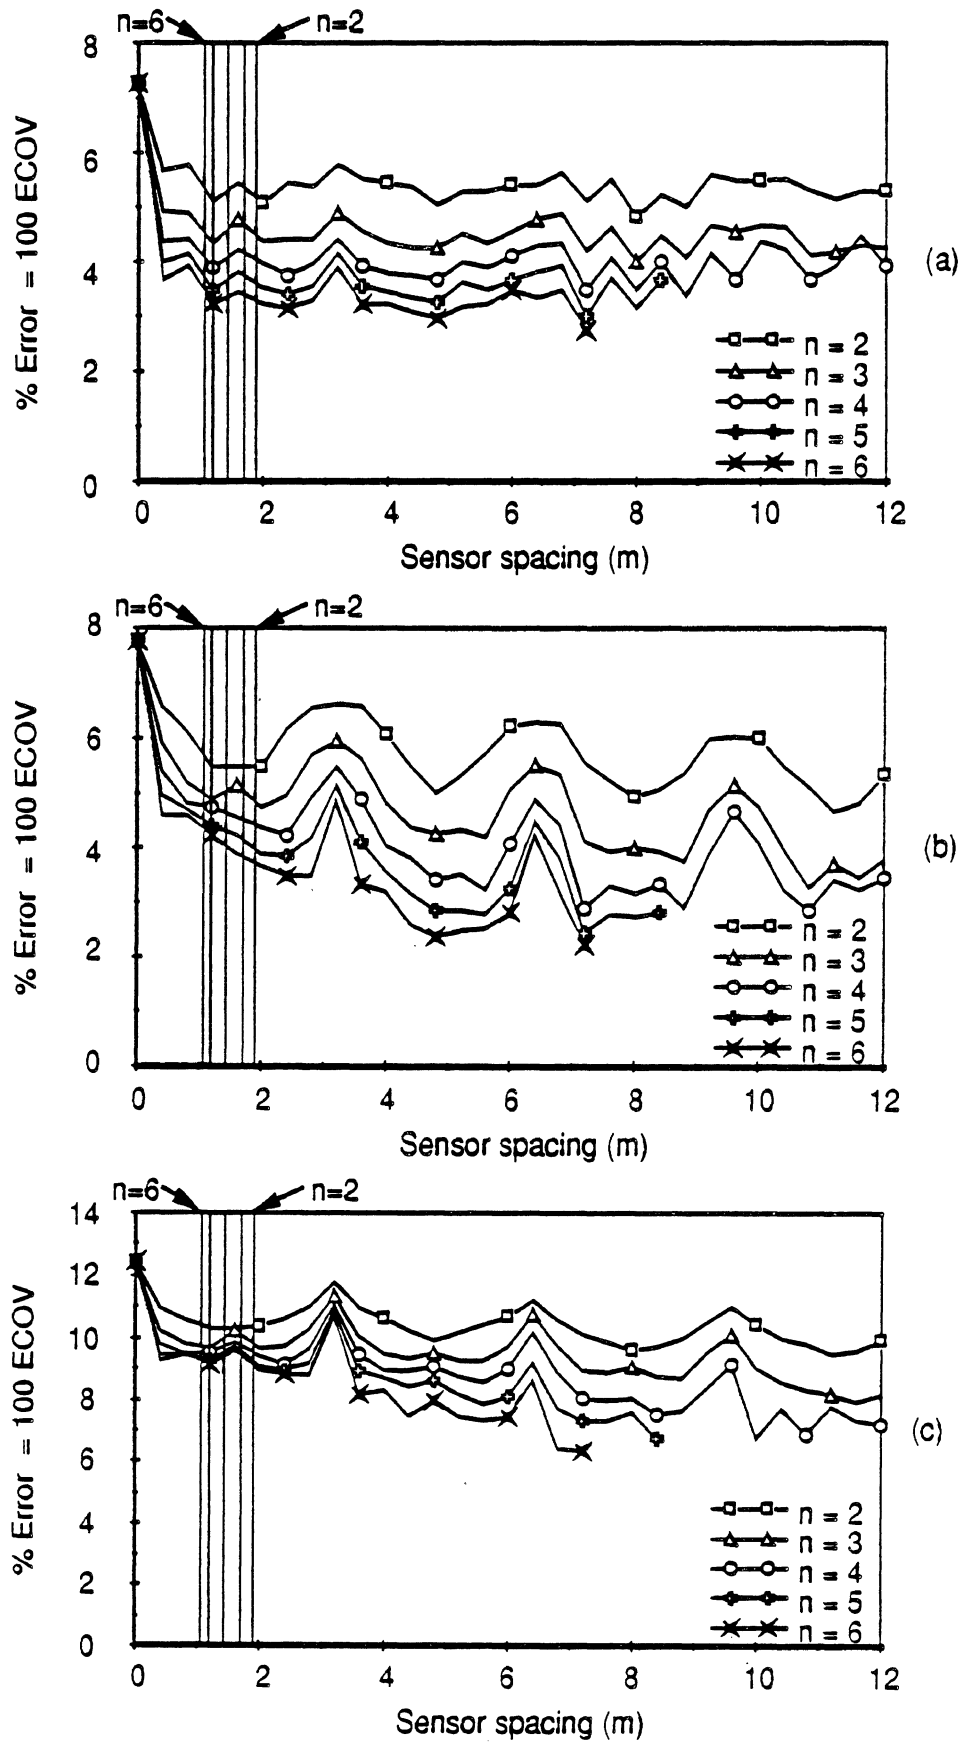 n=6 n=2
8
6
4
2
0
% Error = 100 ECOV
(a)
n = 2
n = 3
n = 4
n = 5
n = 6
0 2 4 6 8 10 12
Sensor spacing (m)
n=6 n=2
8
6
4
2
0
% Error = 100 ECOV
(b)
n = 2
n = 3
n = 4
n = 5
n = 6
0 2 4 6 8 10 12
Sensor spacing (m)
n=6 n=2
14
12
10
8
6
4
2
0
% Error = 100 ECOV
(c)
n = 2
n = 3
n = 4
n = 5
n = 6
0 2 4 6 8 10 12
Sensor spacing (m)